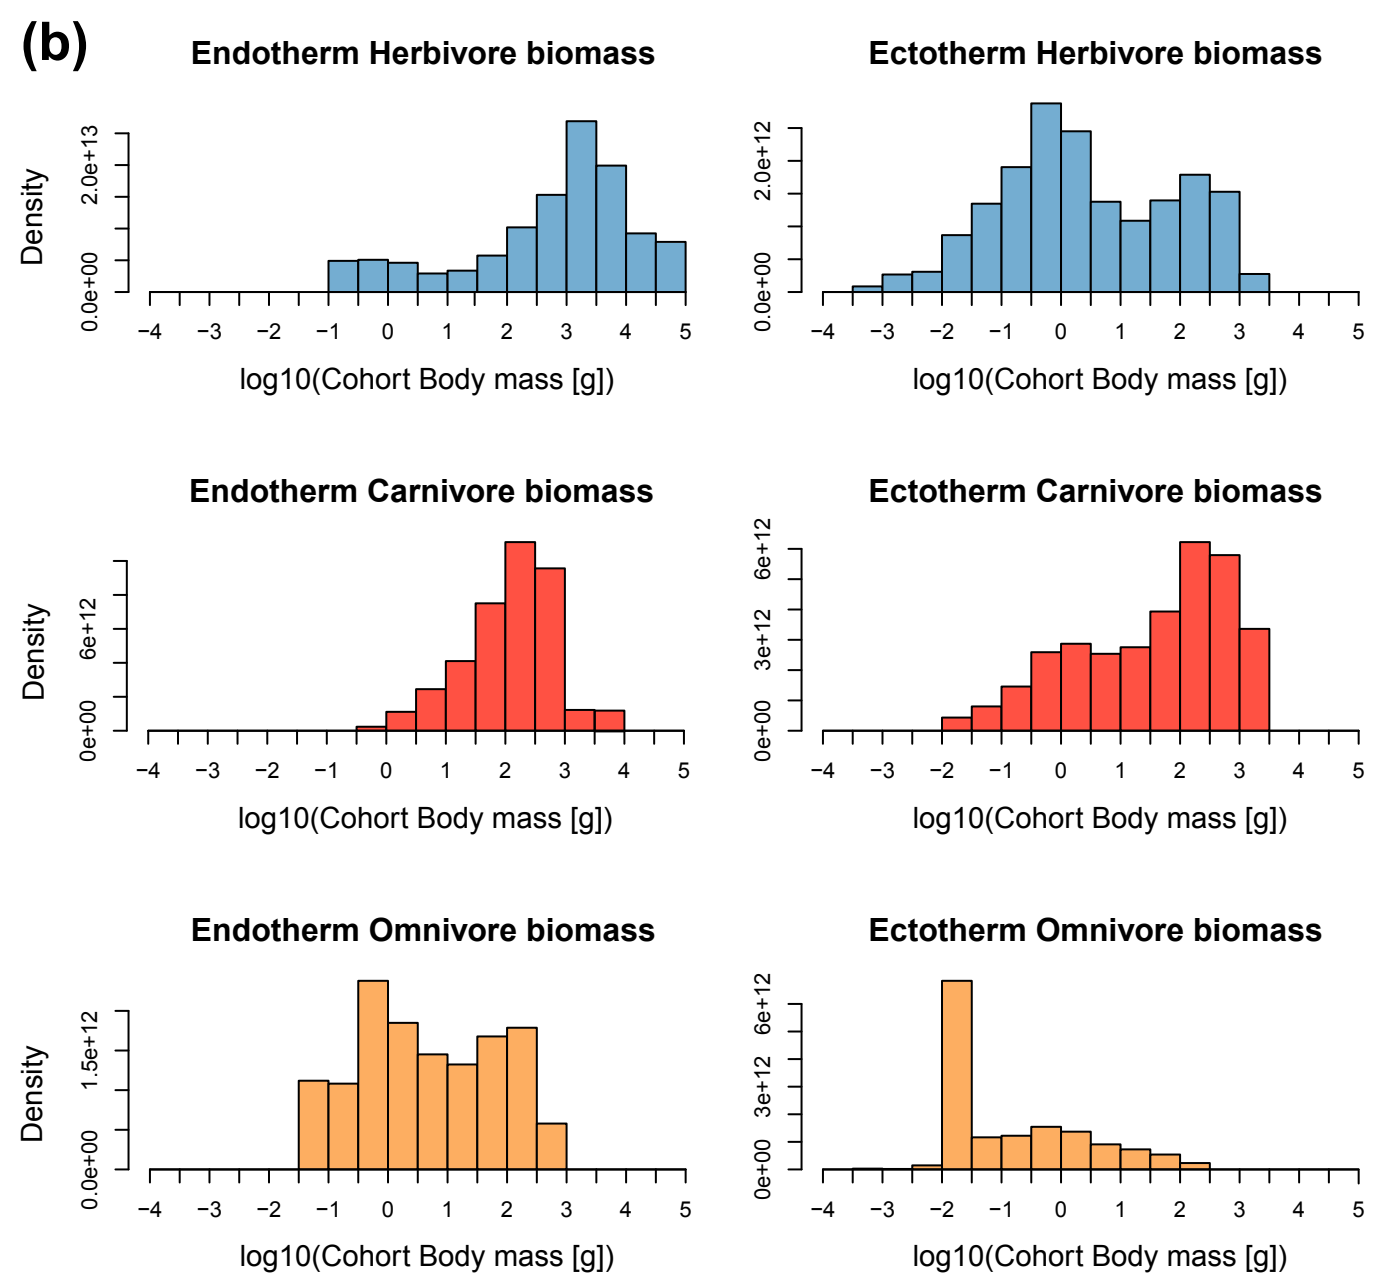 (b)
Endotherm Herbivore biomass
Density
0.0e+00 2.0e+13
−4 −3 −2 −1 0 1 2 3 4 5
log10(Cohort Body mass [g])
Ectotherm Herbivore biomass
0.0e+00 2.0e+12
−4 −3 −2 −1 0 1 2 3 4 5
log10(Cohort Body mass [g])
Endotherm Carnivore biomass
Density
0e+00 6e+12
−4 −3 −2 −1 0 1 2 3 4 5
log10(Cohort Body mass [g])
Ectotherm Carnivore biomass
0e+00 3e+12 6e+12
−4 −3 −2 −1 0 1 2 3 4 5
log10(Cohort Body mass [g])
Endotherm Omnivore biomass
Density
0.0e+00 1.5e+12
−4 −3 −2 −1 0 1 2 3 4 5
log10(Cohort Body mass [g])
Ectotherm Omnivore biomass
0e+00 3e+12 6e+12
−4 −3 −2 −1 0 1 2 3 4 5
log10(Cohort Body mass [g])